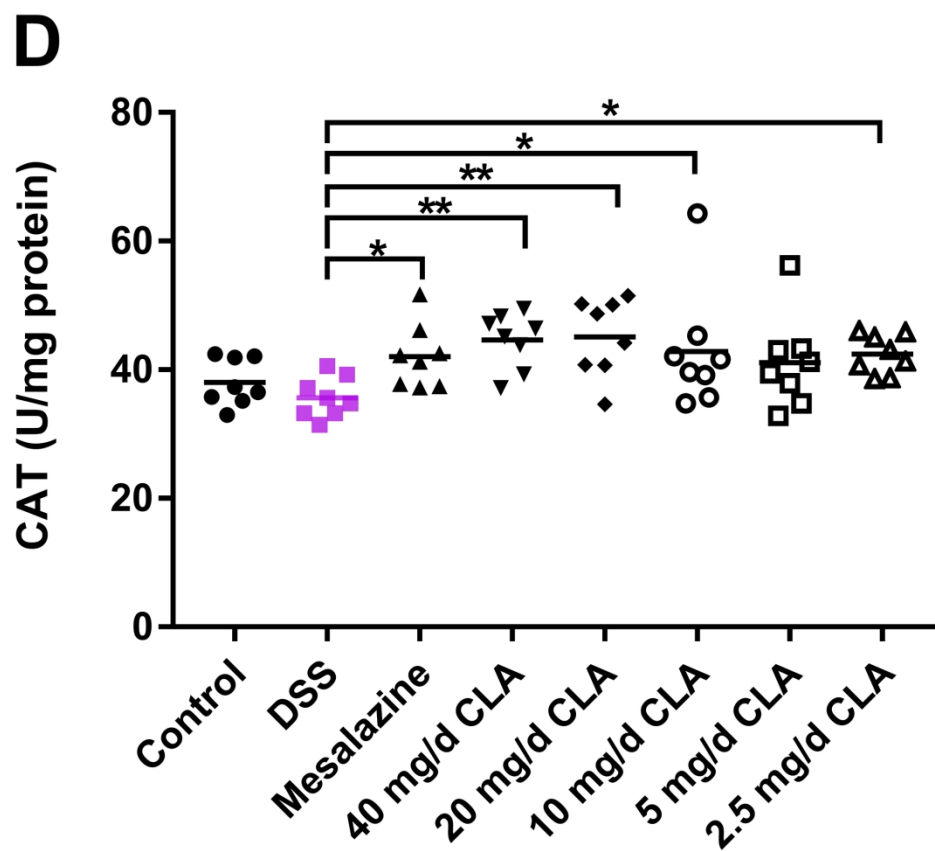 D
CAT (U/mg protein)
80
60
40
20
0
*
*
**
**
*
Control
DSS
Mesalazine
40 mg/d CLA
20 mg/d CLA
10 mg/d CLA
5 mg/d CLA
2.5 mg/d CLA